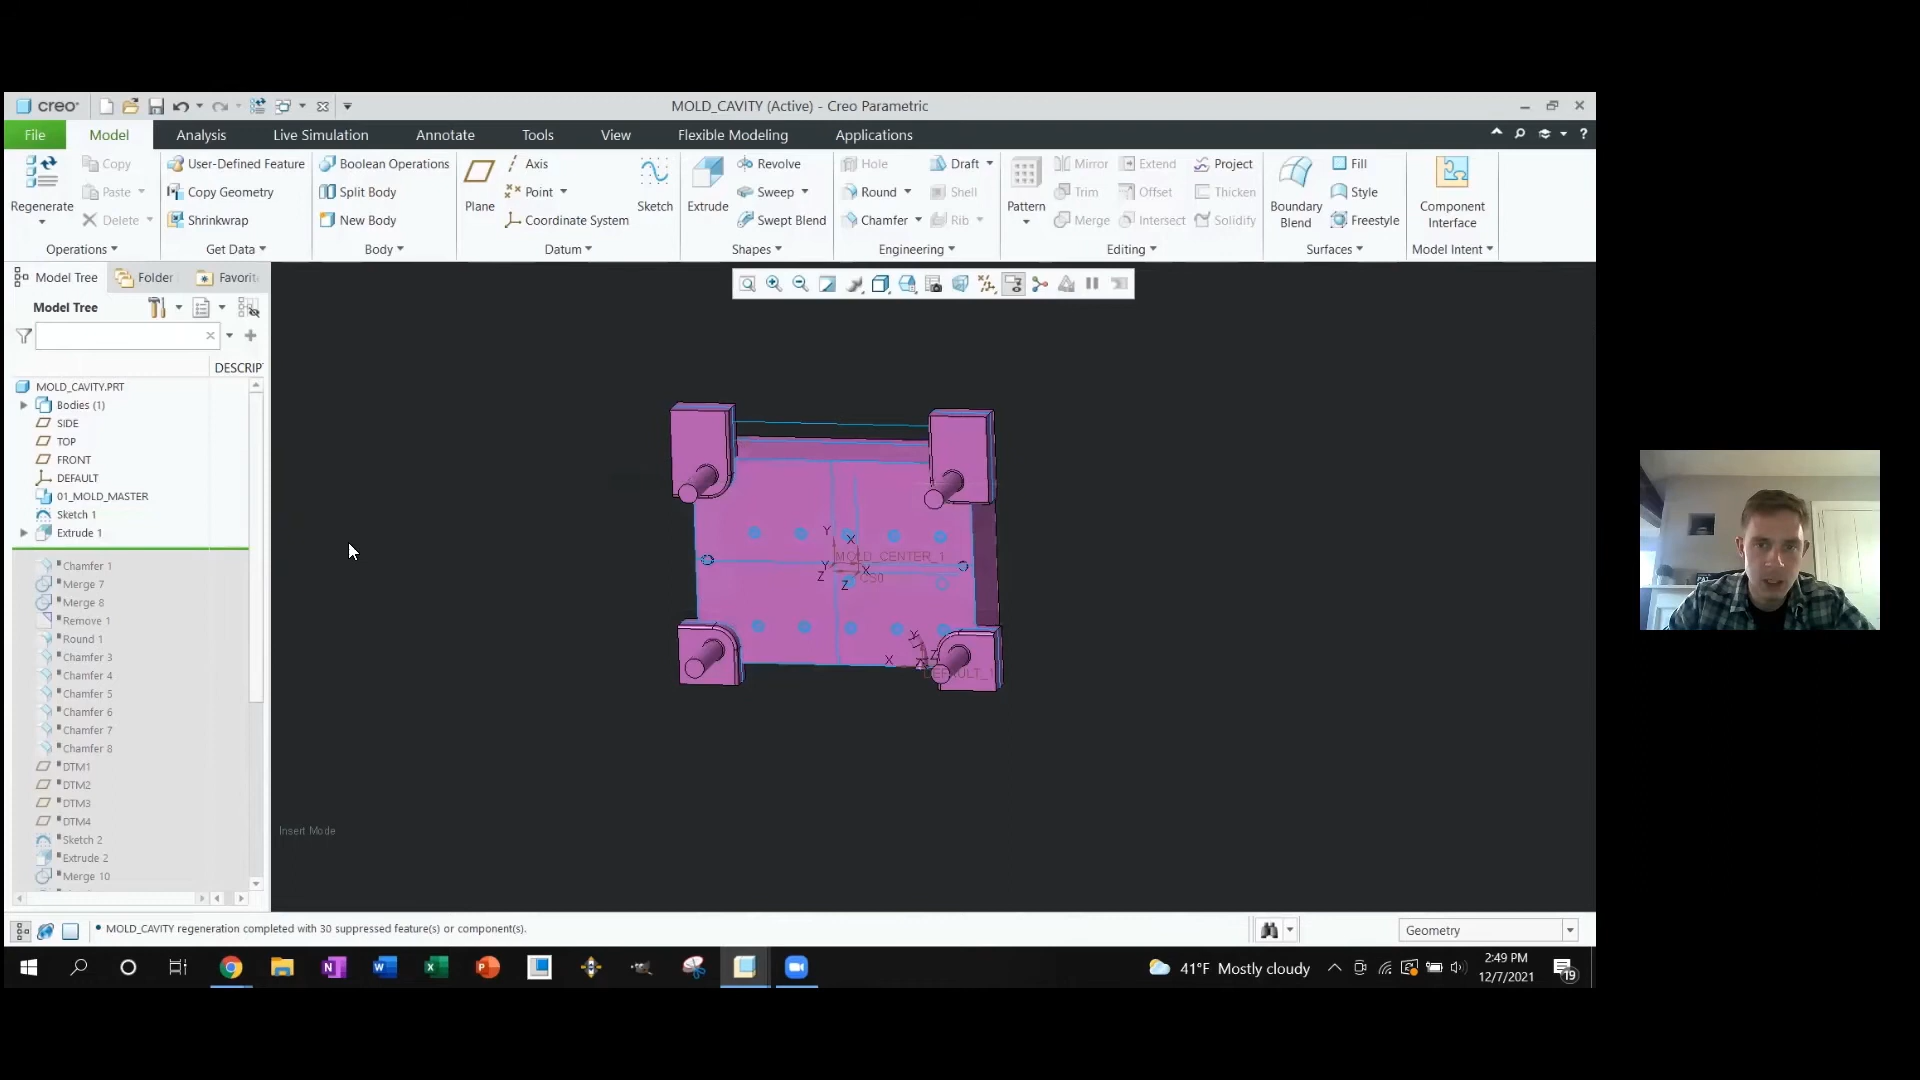 creo
MOLD_CAVITY (Active) - Creo Parametric
File
Model
Analysis
Live Simulation
Annotate
Tools
View
Flexible Modeling
Applications
Regenerate
Copy
Paste
Delete
Operations
User-Defined Feature
Copy Geometry
Shrinkwrap
Get Data
Boolean Operations
Split Body
New Body
Body
Plane
Axis
Point
Coordinate System
Sketch
Datum
Extrude
Revolve
Sweep
Swept Blend
Shapes
Hole
Round
Chamfer
Draft
Shell
Rib
Engineering
Pattern
Mirror
Trim
Merge
Extend
Offset
Intersect
Project
Thicken
Solidify
Editing
Boundary
Blend
Fill
Style
Freestyle
Surfaces
Component
Interface
Model Intent
Model Tree
Folder
Favorit
Model Tree
DESCRIP
MOLD_CAVITY.PRT
Bodies (1)
SIDE
TOP
FRONT
DEFAULT
01_MOLD_MASTER
Sketch 1
Extrude 1
Chamfer 1
Merge 7
Merge 8
Remove 1
Round 1
Chamfer 3
Chamfer 4
Chamfer 5
Chamfer 6
Chamfer 7
Chamfer 8
DTM1
DTM2
DTM3
DTM4
Sketch 2
Extrude 2
Merge 10
Y
X
MOLD_CENTER_1
Y
X
Z
CS0
Z
Y
X
Z
Z
DEFAULT_1
Insert Mode
MOLD_CAVITY regeneration completed with 30 suppressed feature(s) or component(s).
Geometry
41°F Mostly cloudy
2:49 PM
12/7/2021
19